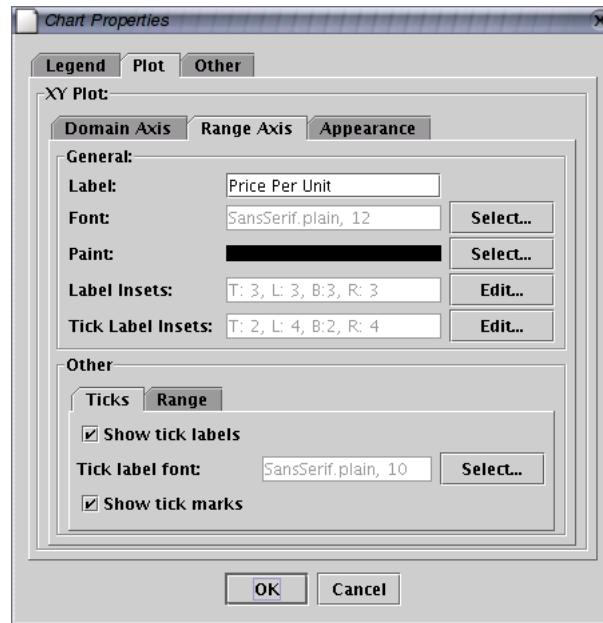 Chart Properties
Legend Plot Other
XY Plot:
Domain Axis Range Axis Appearance
General:
Label: Price Per Unit
Font: SansSerif.plain, 12 Select...
Paint: Select...
Label Insets: T: 3, L: 3, B:3, R: 3 Edit...
Tick Label Insets: T: 2, L: 4, B:2, R: 4 Edit...
Other
Ticks Range
Show tick labels
Tick label font: SansSerif.plain, 10 Select...
Show tick marks
OK Cancel